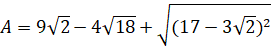 A = 9√2 − 4√18 + √((17 − 3√2)²)